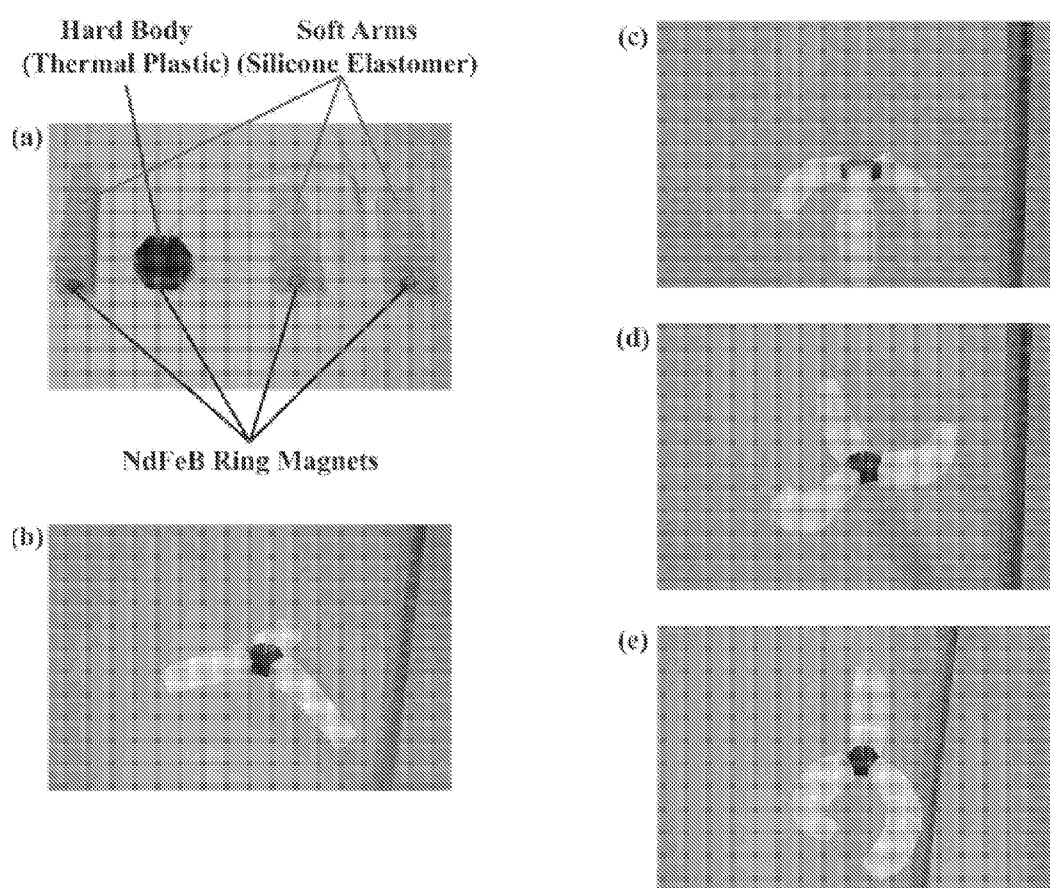 Hard Body
(Thermal Plastic)
Soft Arms
(Silicone Elastomer)
(a)
NdFeB Ring Magnets
(b)
(c)
(d)
(e)